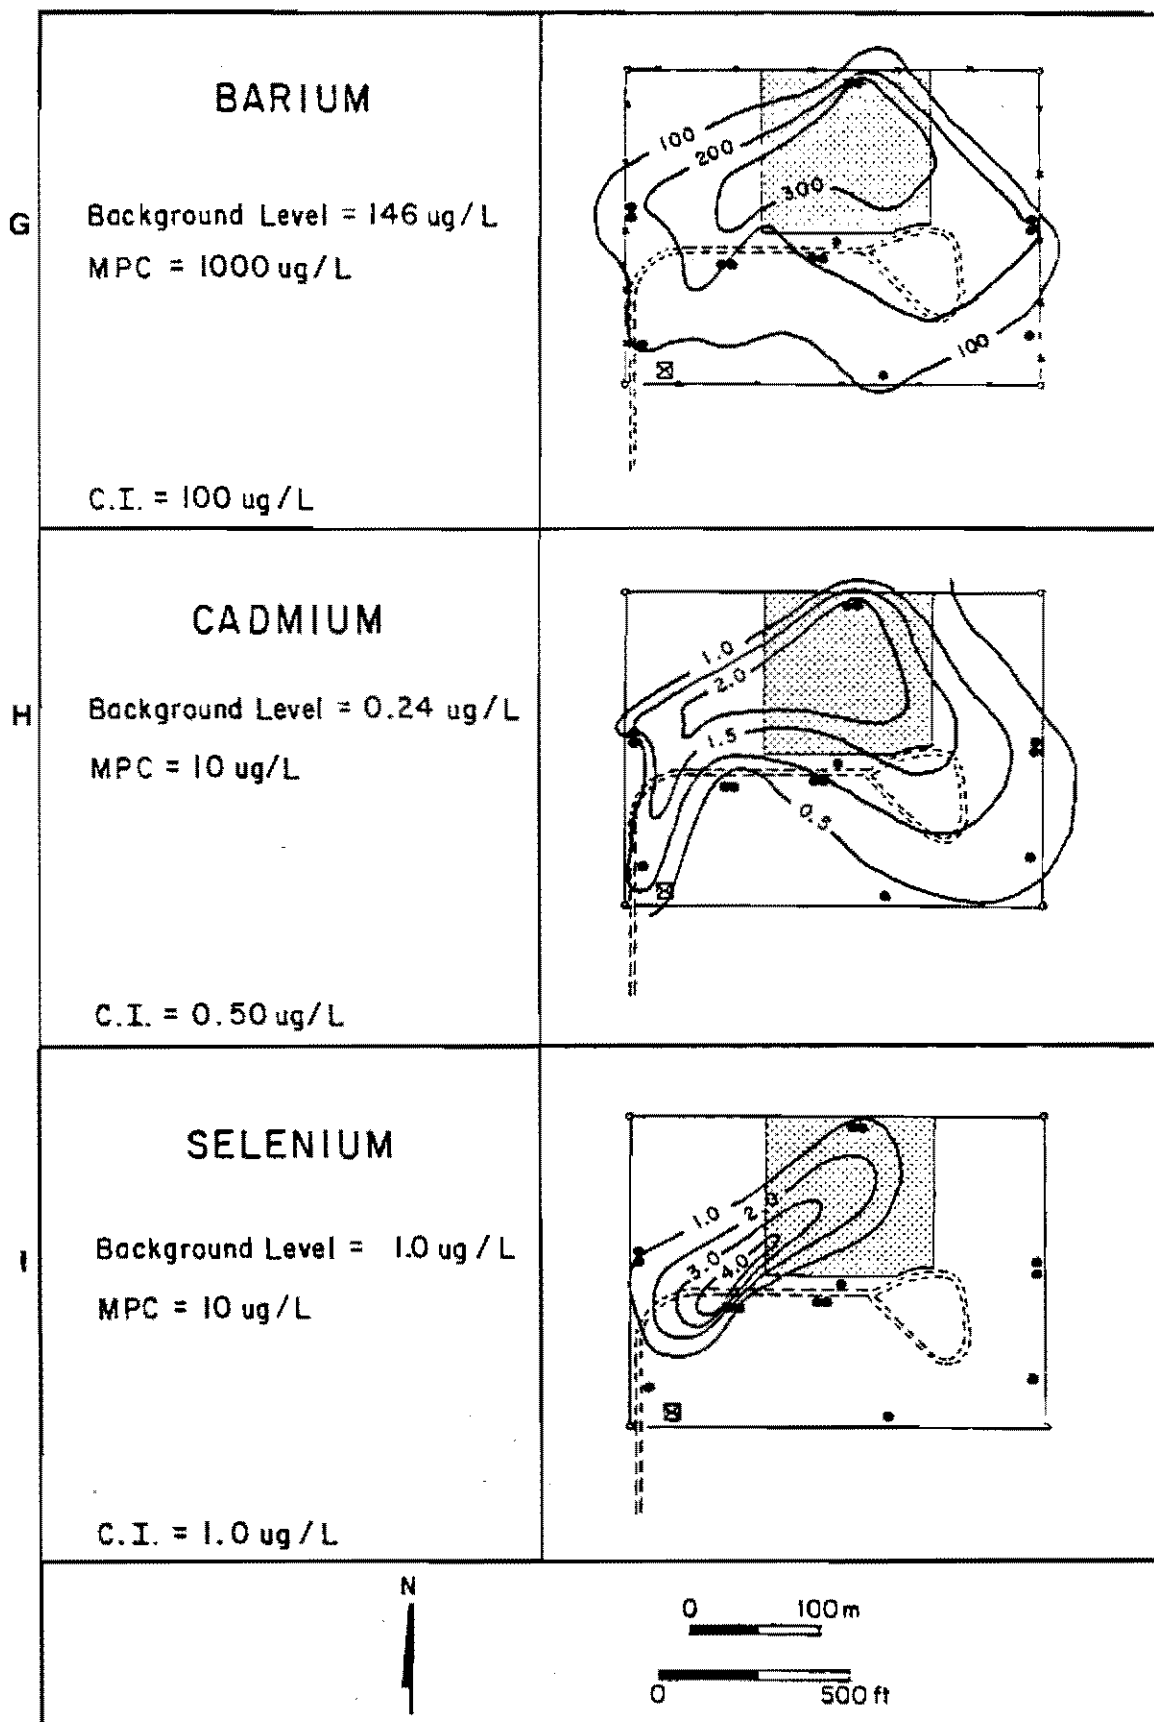 G
BARIUM
Background Level = 146 ug/L
MPC = 1000 ug/L
C.I. = 100 ug/L
100
200
300
100
H
CADMIUM
Background Level = 0.24 ug/L
MPC = 10 ug/L
C.I. = 0.50 ug/L
1.0
2.0
1.5
0.5
I
SELENIUM
Background Level = 1.0 ug/L
MPC = 10 ug/L
C.I. = 1.0 ug/L
1.0
2.0
3.0
4.0
N
0 100m
0 500 ft